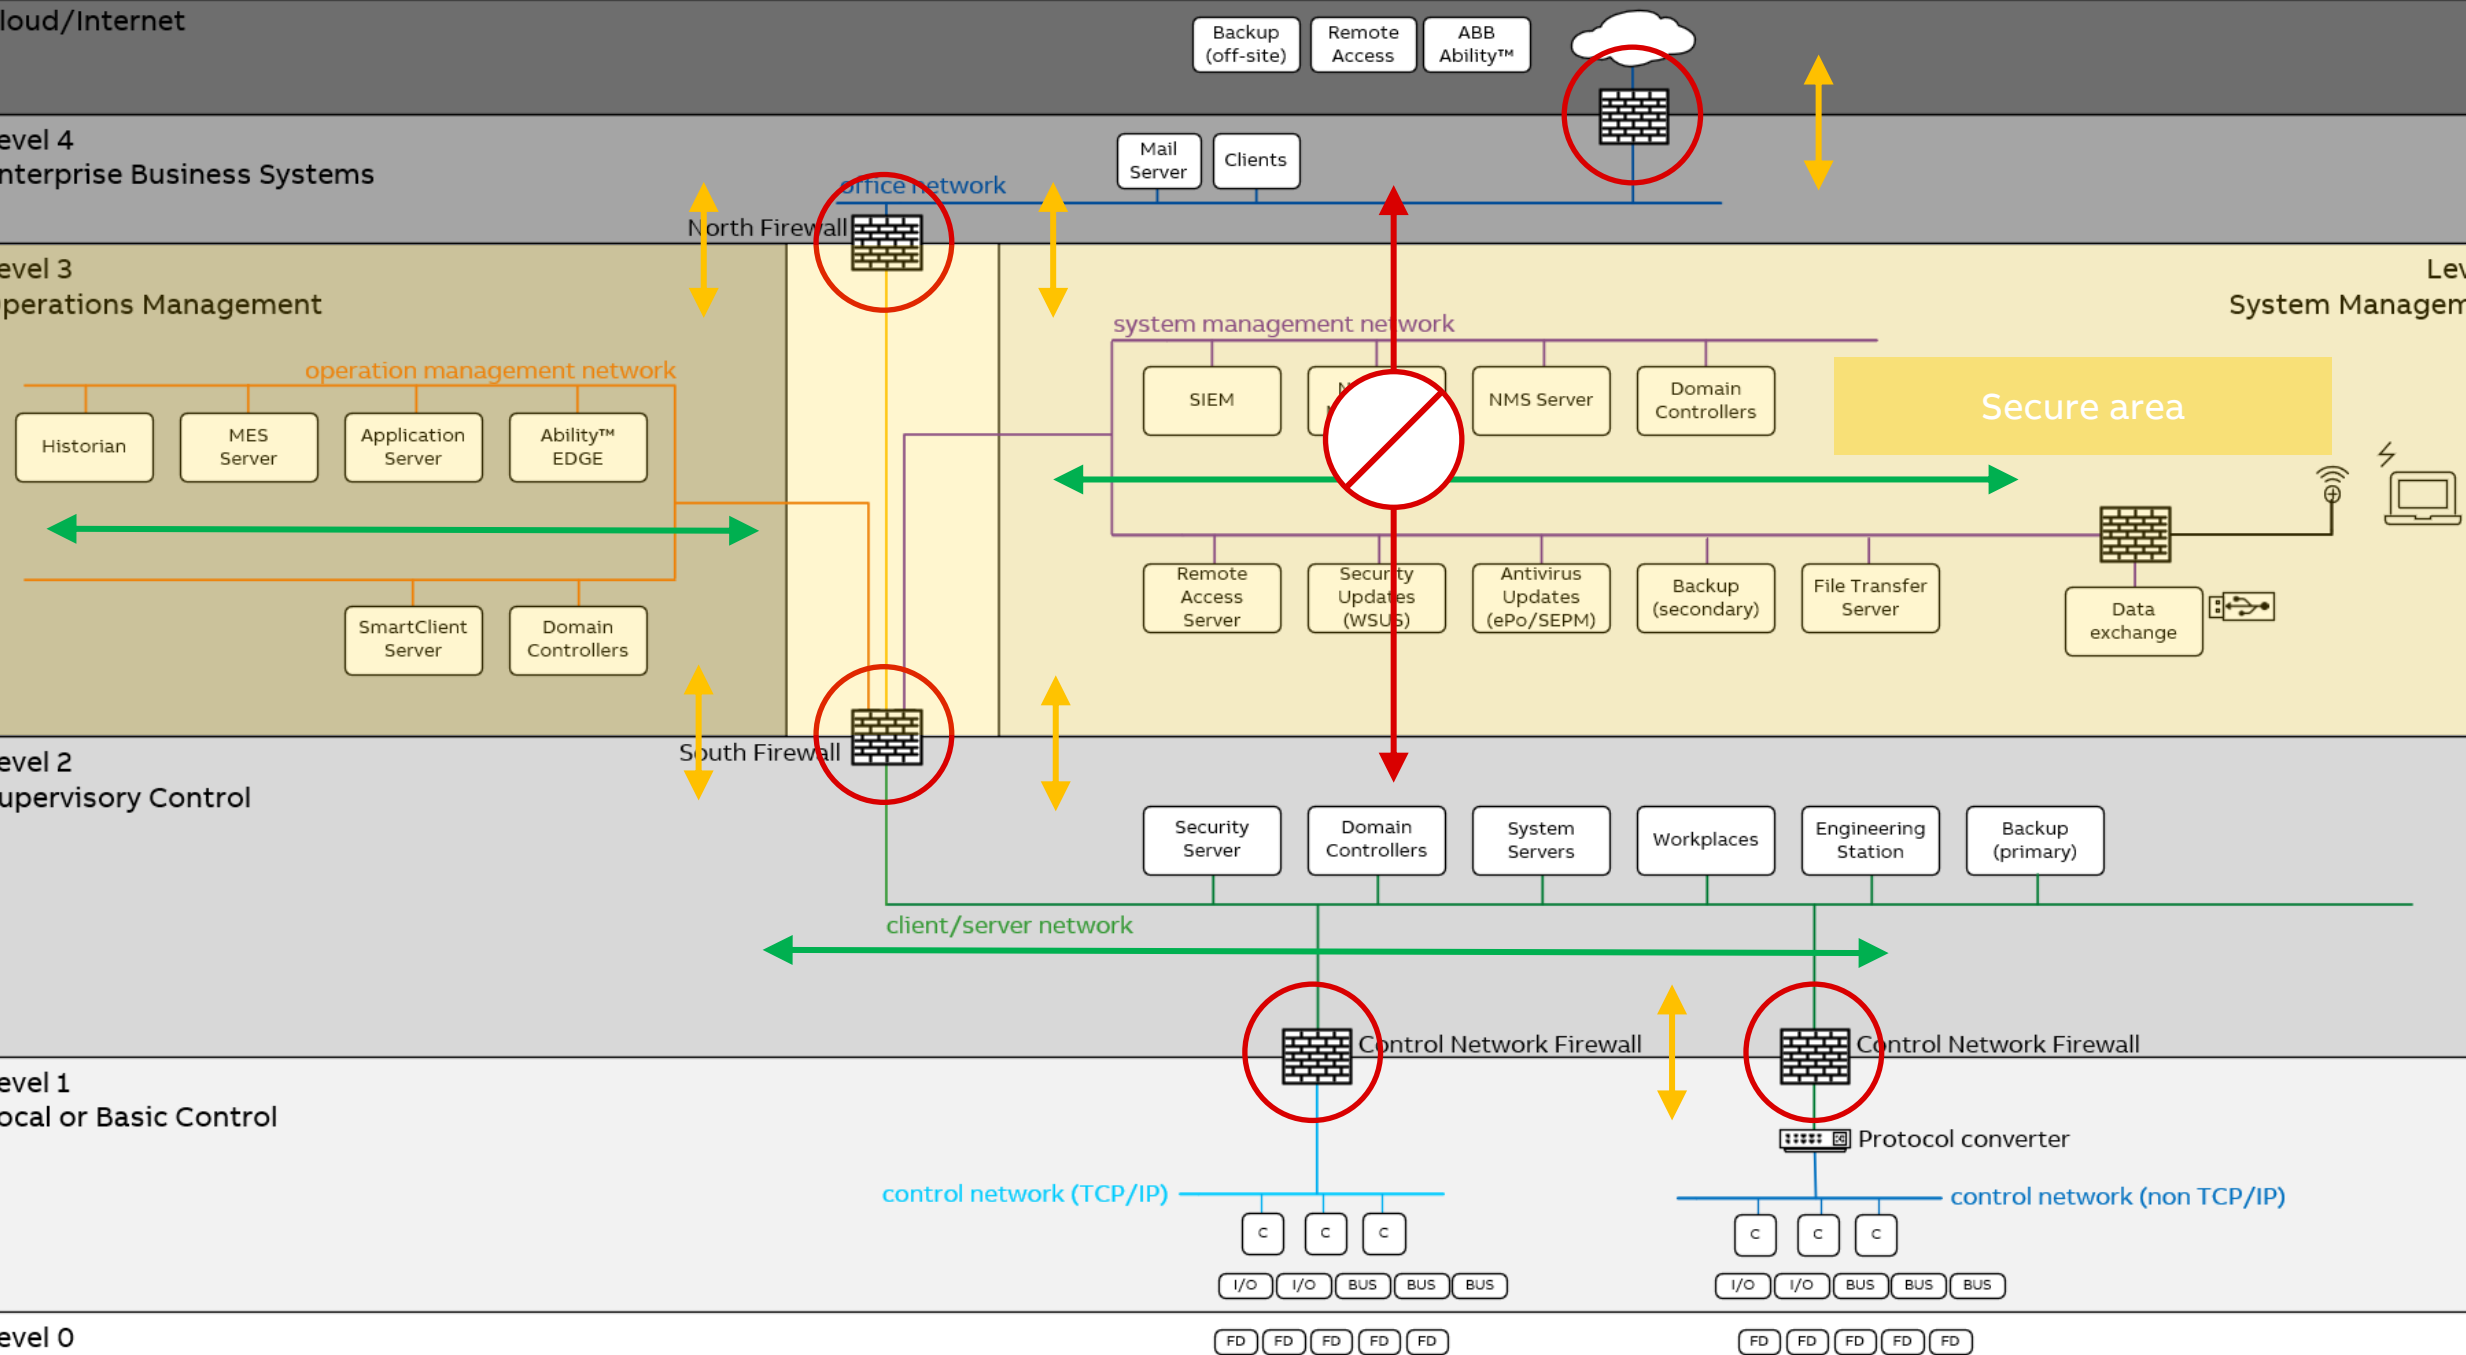 loud/Internet
Backup
(off-site)
Remote
Access
ABB
Ability™
evel 4
nterprise Business Systems
Mail
Server
Clients
office network
North Firewall
evel 3
perations Management
Lev
System Managem
system management network
operation management network
SIEM
NMS Server
Domain
Controllers
Secure area
Historian
MES
Server
Application
Server
Ability™
EDGE
SmartClient
Server
Domain
Controllers
Remote
Access
Server
Security
Updates
(WSUS)
Antivirus
Updates
(ePo/SEPM)
Backup
(secondary)
File Transfer
Server
Data
exchange
South Firewall
evel 2
upervisory Control
Security
Server
Domain
Controllers
System
Servers
Workplaces
Engineering
Station
Backup
(primary)
client/server network
Control Network Firewall
Control Network Firewall
evel 1
ocal or Basic Control
Protocol converter
control network (TCP/IP)
control network (non TCP/IP)
C C C
C C C
I/O I/O BUS BUS BUS
I/O I/O BUS BUS BUS
evel 0
FD FD FD FD FD
FD FD FD FD FD